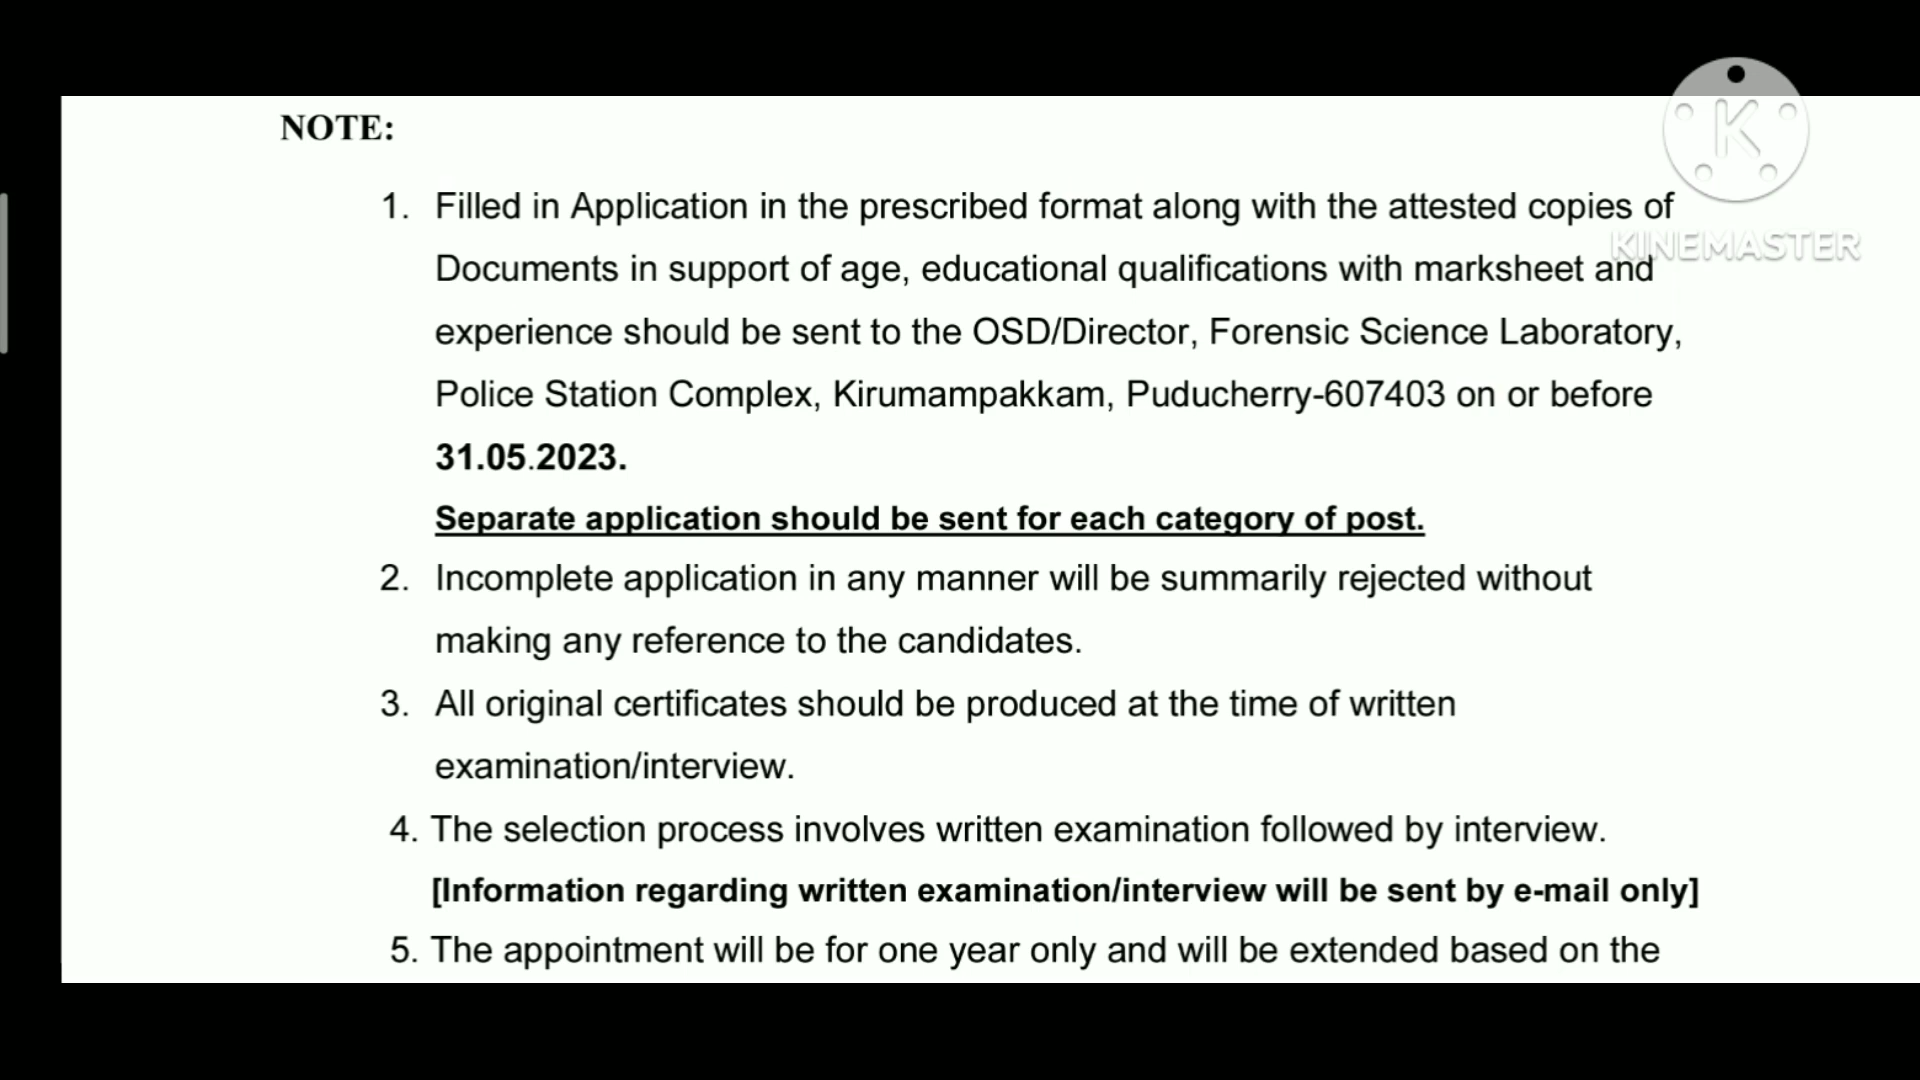 NOTE:
1. Filled in Application in the prescribed format along with the attested copies of
Documents in support of age, educational qualifications with marksheet and
experience should be sent to the OSD/Director, Forensic Science Laboratory,
Police Station Complex, Kirumampakkam, Puducherry-607403 on or before
31.05.2023.
Separate application should be sent for each category of post.
2. Incomplete application in any manner will be summarily rejected without
making any reference to the candidates.
3. All original certificates should be produced at the time of written
examination/interview.
4. The selection process involves written examination followed by interview.
[Information regarding written examination/interview will be sent by e-mail only]
5. The appointment will be for one year only and will be extended based on the
K
KINEMASTER